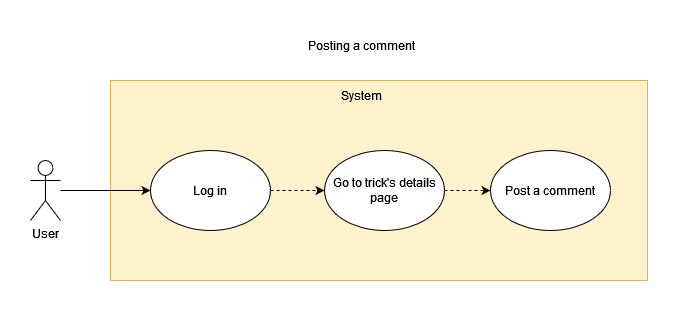 Posting a comment
System
Log in
Go to trick's details
page
Post a comment
User